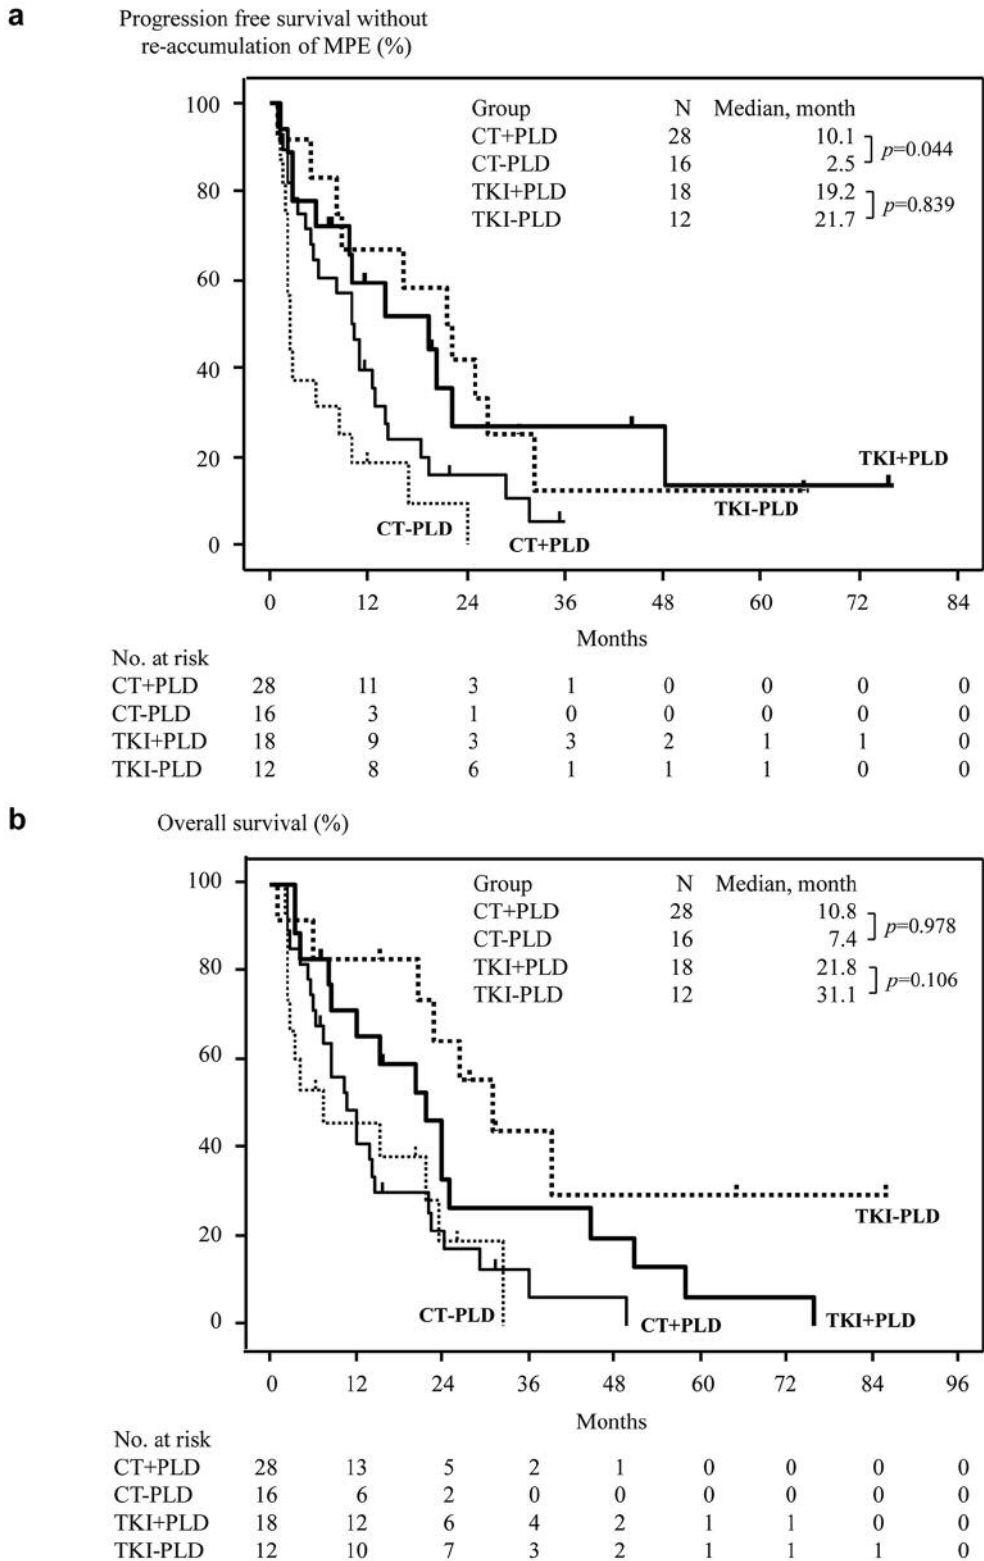 a
Progression free survival without
re-accumulation of MPE (%)
Group N Median, month
CT+PLD 28 10.1
CT-PLD 16 2.5
p=0.044
TKI+PLD 18 19.2
TKI-PLD 12 21.7
p=0.839
100
80
60
40
20
0
TKI+PLD
TKI-PLD
CT-PLD
CT+PLD
0 12 24 36 48 60 72 84
Months
No. at risk
CT+PLD 28 11 3 1 0 0 0 0
CT-PLD 16 3 1 0 0 0 0 0
TKI+PLD 18 9 3 3 2 1 1 0
TKI-PLD 12 8 6 1 1 1 0 0
b
Overall survival (%)
Group N Median, month
CT+PLD 28 10.8
CT-PLD 16 7.4
p=0.978
TKI+PLD 18 21.8
TKI-PLD 12 31.1
p=0.106
100
80
60
40
20
0
TKI-PLD
CT-PLD
CT+PLD
TKI+PLD
0 12 24 36 48 60 72 84 96
Months
No. at risk
CT+PLD 28 13 5 2 1 0 0 0 0
CT-PLD 16 6 2 0 0 0 0 0 0
TKI+PLD 18 12 6 4 2 1 1 0 0
TKI-PLD 12 10 7 3 2 1 1 1 0